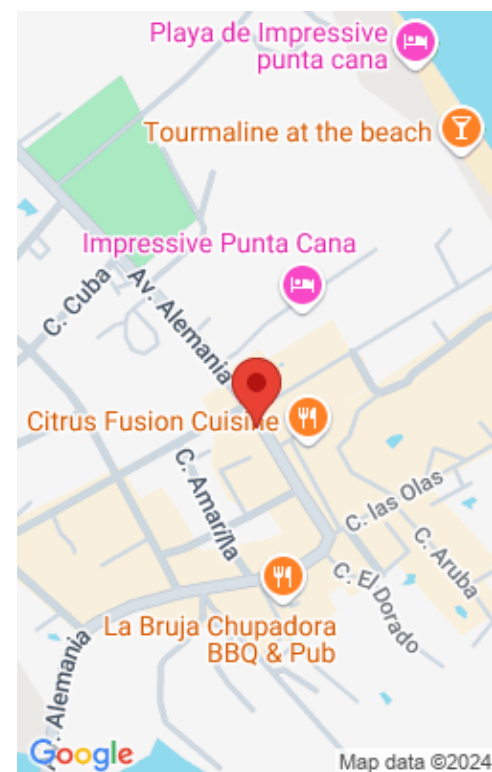 Playa de Impressive
punta cana
Tourmaline at the beach
Impressive Punta Cana
C. Cuba
Av. Alemania
Citrus Fusion Cuisine
C. Amarilla
C. las Olas
C. Aruba
C. El Dorado
La Bruja Chupadora
BBQ & Pub
Av. Alemania
Google
Map data ©2024